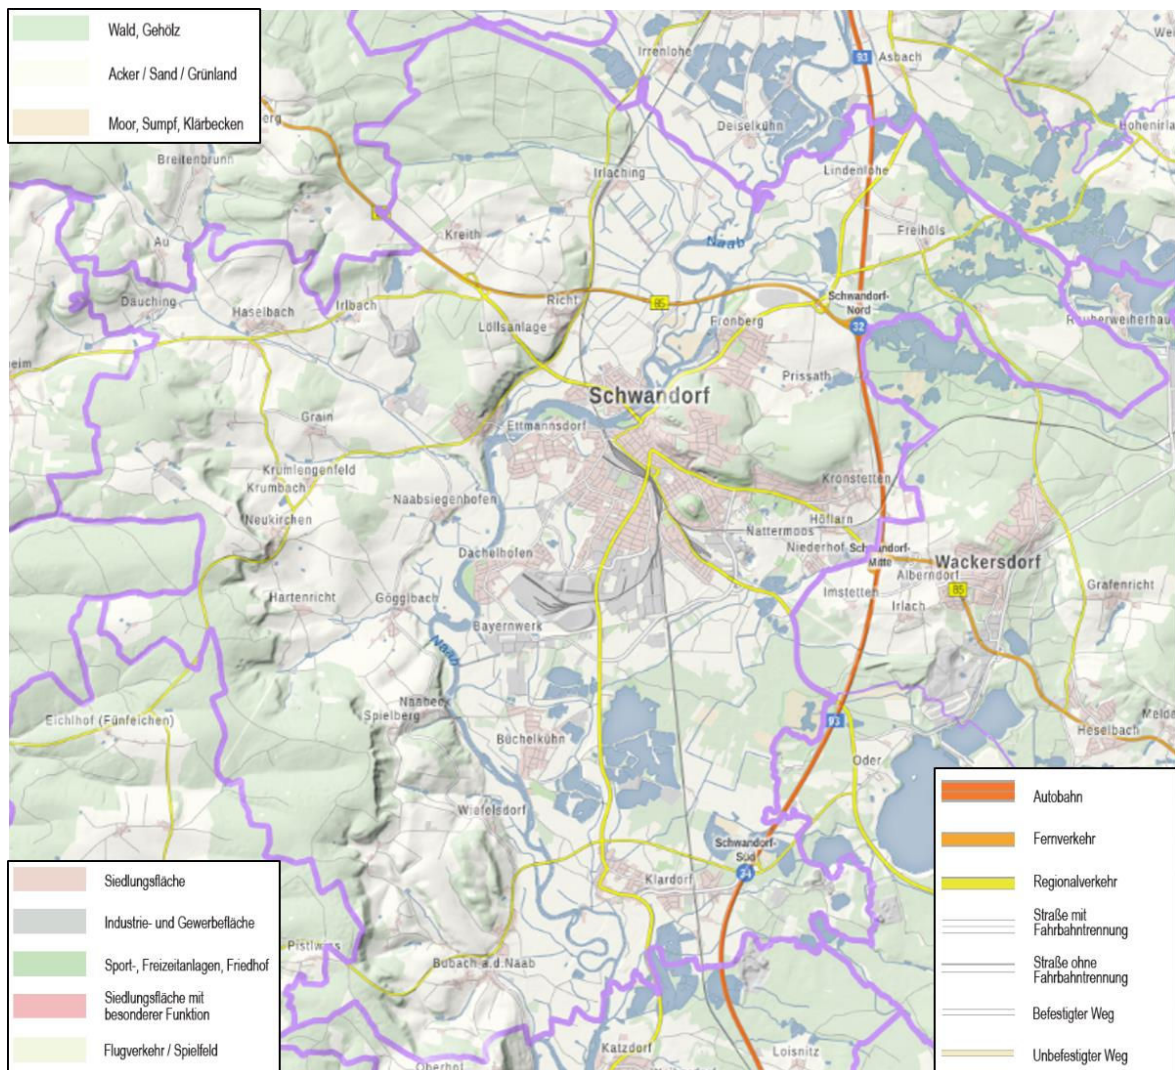 Wald, Gehölz
Acker / Sand / Grünland
Moor, Sumpf, Klärbecken
Irrenlohe
93
Asbach
Deiselkühn
Breitenbrunn
Irlaching
Lindenlohe
Kreith
Naab
Freihöls
Au
Dauching
Haselbach
Irlbach
Richt
85
Schwandorf-
Nord
Löllsanlage
Fronberg
32
Prissath
Schwandorf
Ettmannsdorf
Grain
Krumlengenfeld
Krumbach
Kronstetten
Naabsiegenhofen
Neukirchen
Nattermoos
Höflarn
Dachelhofen
Niederhof
Mitte
Wackersdorf
Alberndorf
85
Grafenricht
Hartenricht
Gögglbach
Imstetten
Irlach
Bayernwerk
Naab
Naabeck
Spielberg
Eichlhof (Fünfeichen)
93
Heselbach
Büchelkühn
Oder
Wiefelsdorf
Schwandorf-
Süd
34
Klardorf
Bubach a.d.Naab
Katzdorf
Loisnitz
Siedlungsfläche
Industrie- und Gewerbefläche
Sport-, Freizeitanlagen, Friedhof
Siedlungsfläche mit
besonderer Funktion
Flugverkehr / Spielfeld
Autobahn
Fernverkehr
Regionalverkehr
Straße mit
Fahrbahntrennung
Straße ohne
Fahrbahntrennung
Befestigter Weg
Unbefestigter Weg